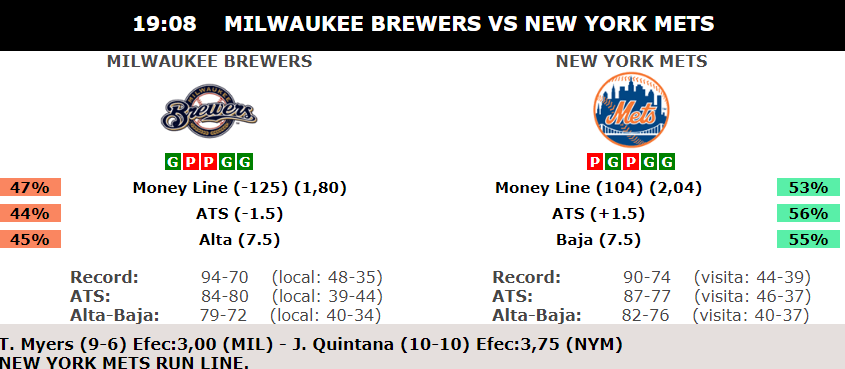 19:08 MILWAUKEE BREWERS VS NEW YORK METS
MILWAUKEE BREWERS NEW YORK METS
MILWAUKEE
Brewers
Mets
G P P G G P G P G G
47% Money Line (-125) (1,80) Money Line (104) (2,04) 53%
44% ATS (-1.5) ATS (+1.5) 56%
45% Alta (7.5) Baja (7.5) 55%
Record: 94-70 (local: 48-35) Record: 90-74 (visita: 44-39)
ATS: 84-80 (local: 39-44) ATS: 87-77 (visita: 46-37)
Alta-Baja: 79-72 (local: 40-34) Alta-Baja: 82-76 (visita: 40-37)
T. Myers (9-6) Efec:3,00 (MIL) - J. Quintana (10-10) Efec:3,75 (NYM)
NEW YORK METS RUN LINE.